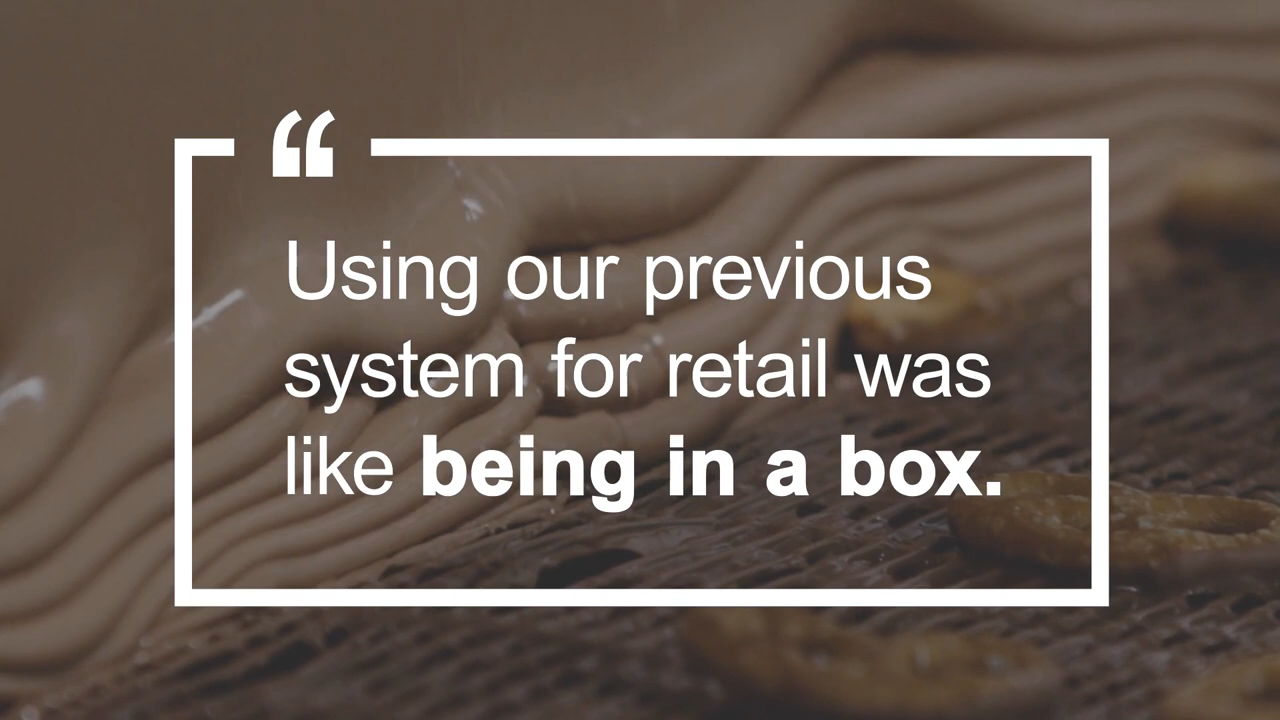 “
Using our previous
system for retail was
like being in a box.